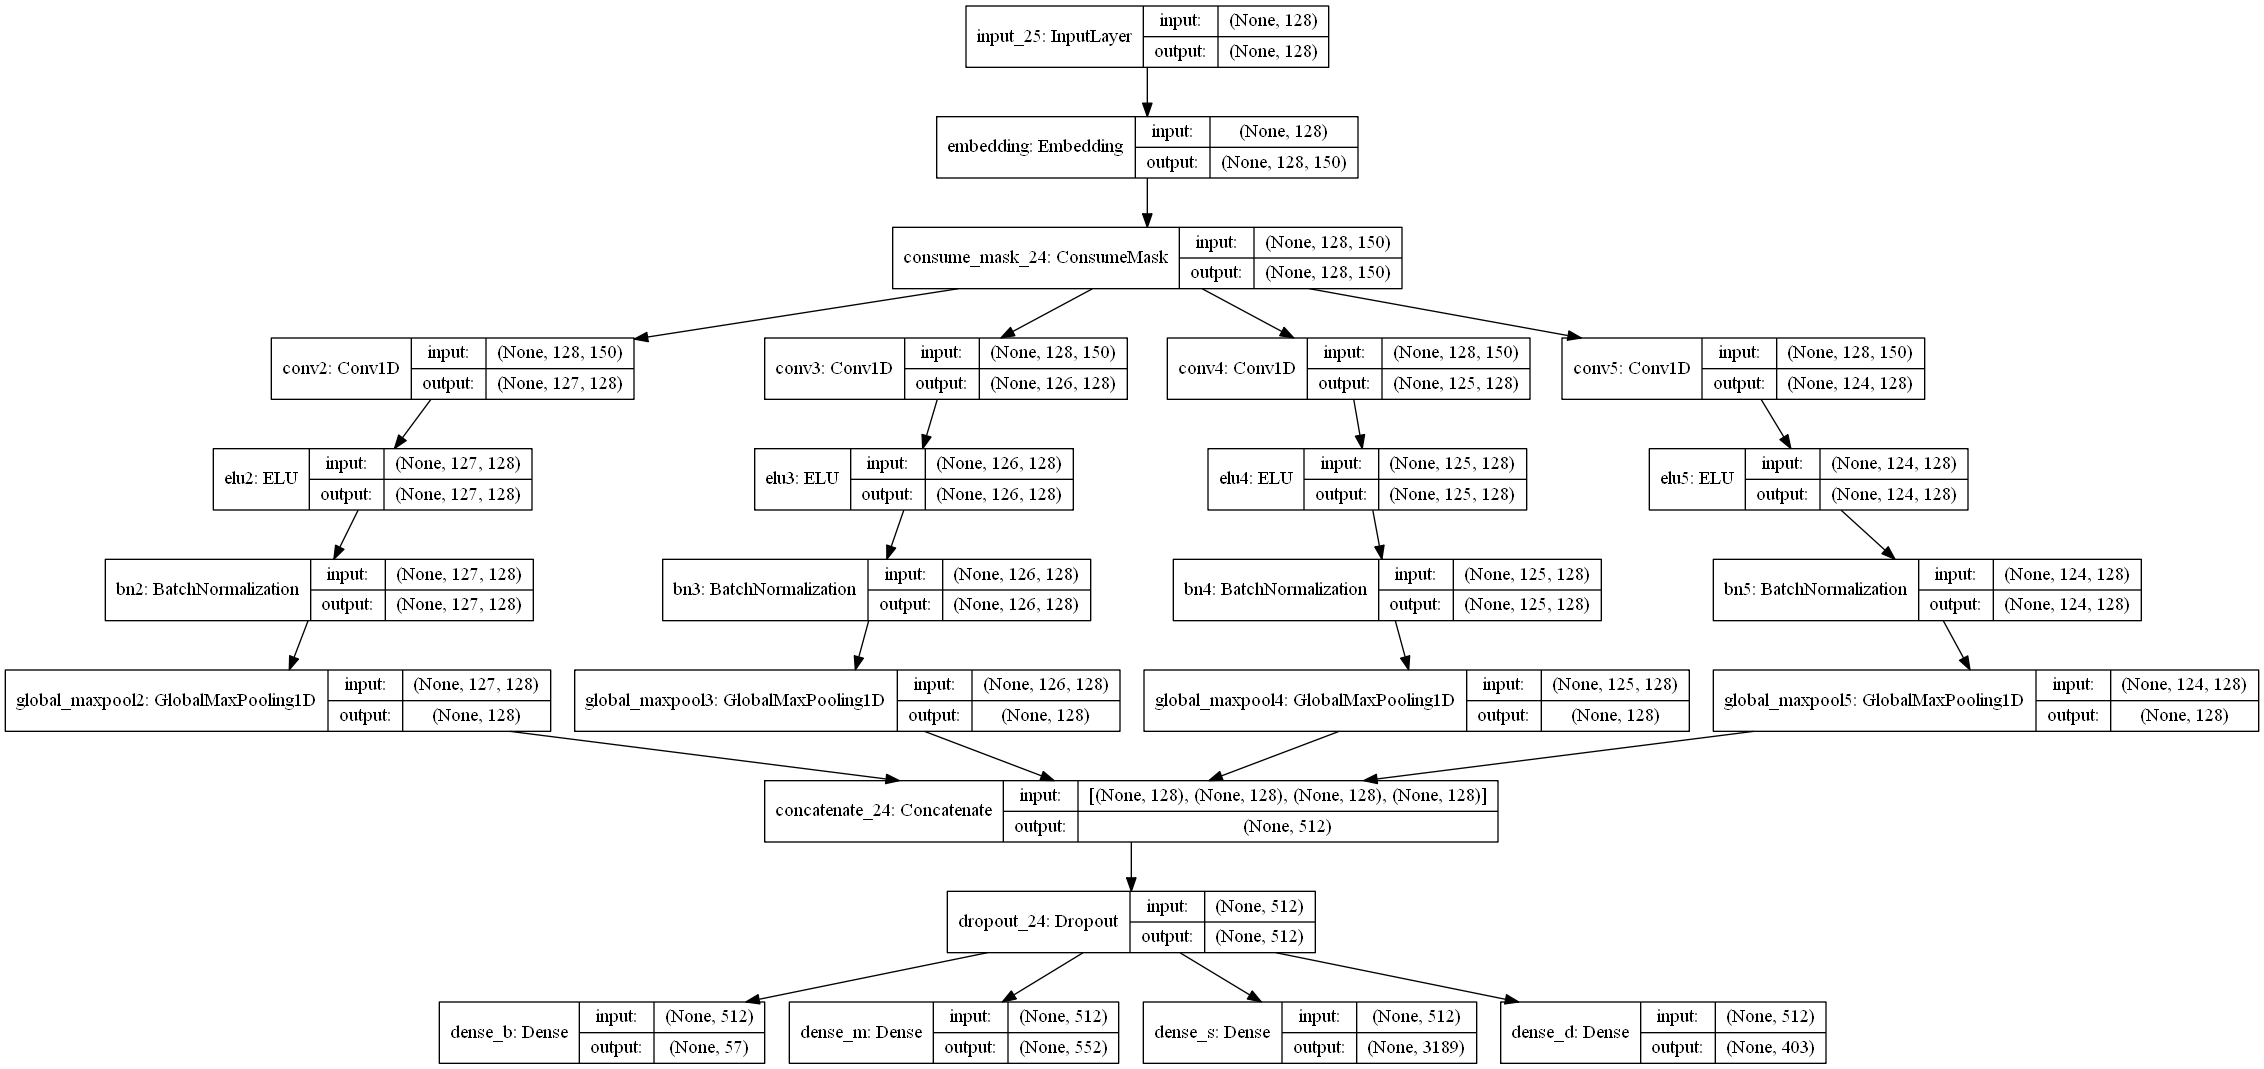 input_25: InputLayer
input: (None, 128)
output: (None, 128)
embedding: Embedding
input: (None, 128)
output: (None, 128, 150)
consume_mask_24: ConsumeMask
input: (None, 128, 150)
output: (None, 128, 150)
conv2: Conv1D
input: (None, 128, 150)
output: (None, 127, 128)
conv3: Conv1D
input: (None, 128, 150)
output: (None, 126, 128)
conv4: Conv1D
input: (None, 128, 150)
output: (None, 125, 128)
conv5: Conv1D
input: (None, 128, 150)
output: (None, 124, 128)
elu2: ELU
input: (None, 127, 128)
output: (None, 127, 128)
elu3: ELU
input: (None, 126, 128)
output: (None, 126, 128)
elu4: ELU
input: (None, 125, 128)
output: (None, 125, 128)
elu5: ELU
input: (None, 124, 128)
output: (None, 124, 128)
bn2: BatchNormalization
input: (None, 127, 128)
output: (None, 127, 128)
bn3: BatchNormalization
input: (None, 126, 128)
output: (None, 126, 128)
bn4: BatchNormalization
input: (None, 125, 128)
output: (None, 125, 128)
bn5: BatchNormalization
input: (None, 124, 128)
output: (None, 124, 128)
global_maxpool2: GlobalMaxPooling1D
input: (None, 127, 128)
output: (None, 128)
global_maxpool3: GlobalMaxPooling1D
input: (None, 126, 128)
output: (None, 128)
global_maxpool4: GlobalMaxPooling1D
input: (None, 125, 128)
output: (None, 128)
global_maxpool5: GlobalMaxPooling1D
input: (None, 124, 128)
output: (None, 128)
concatenate_24: Concatenate
input: [(None, 128), (None, 128), (None, 128), (None, 128)]
output: (None, 512)
dropout_24: Dropout
input: (None, 512)
output: (None, 512)
dense_b: Dense
input: (None, 512)
output: (None, 57)
dense_m: Dense
input: (None, 512)
output: (None, 552)
dense_s: Dense
input: (None, 512)
output: (None, 3189)
dense_d: Dense
input: (None, 512)
output: (None, 403)